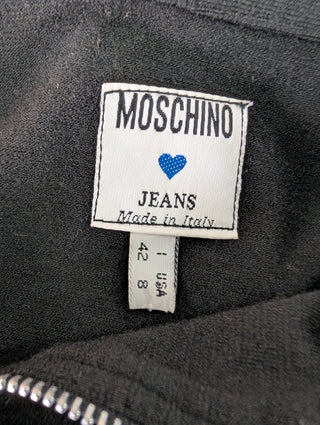 MOSCHINO
JEANS
Made in Italy
I USA
42 8